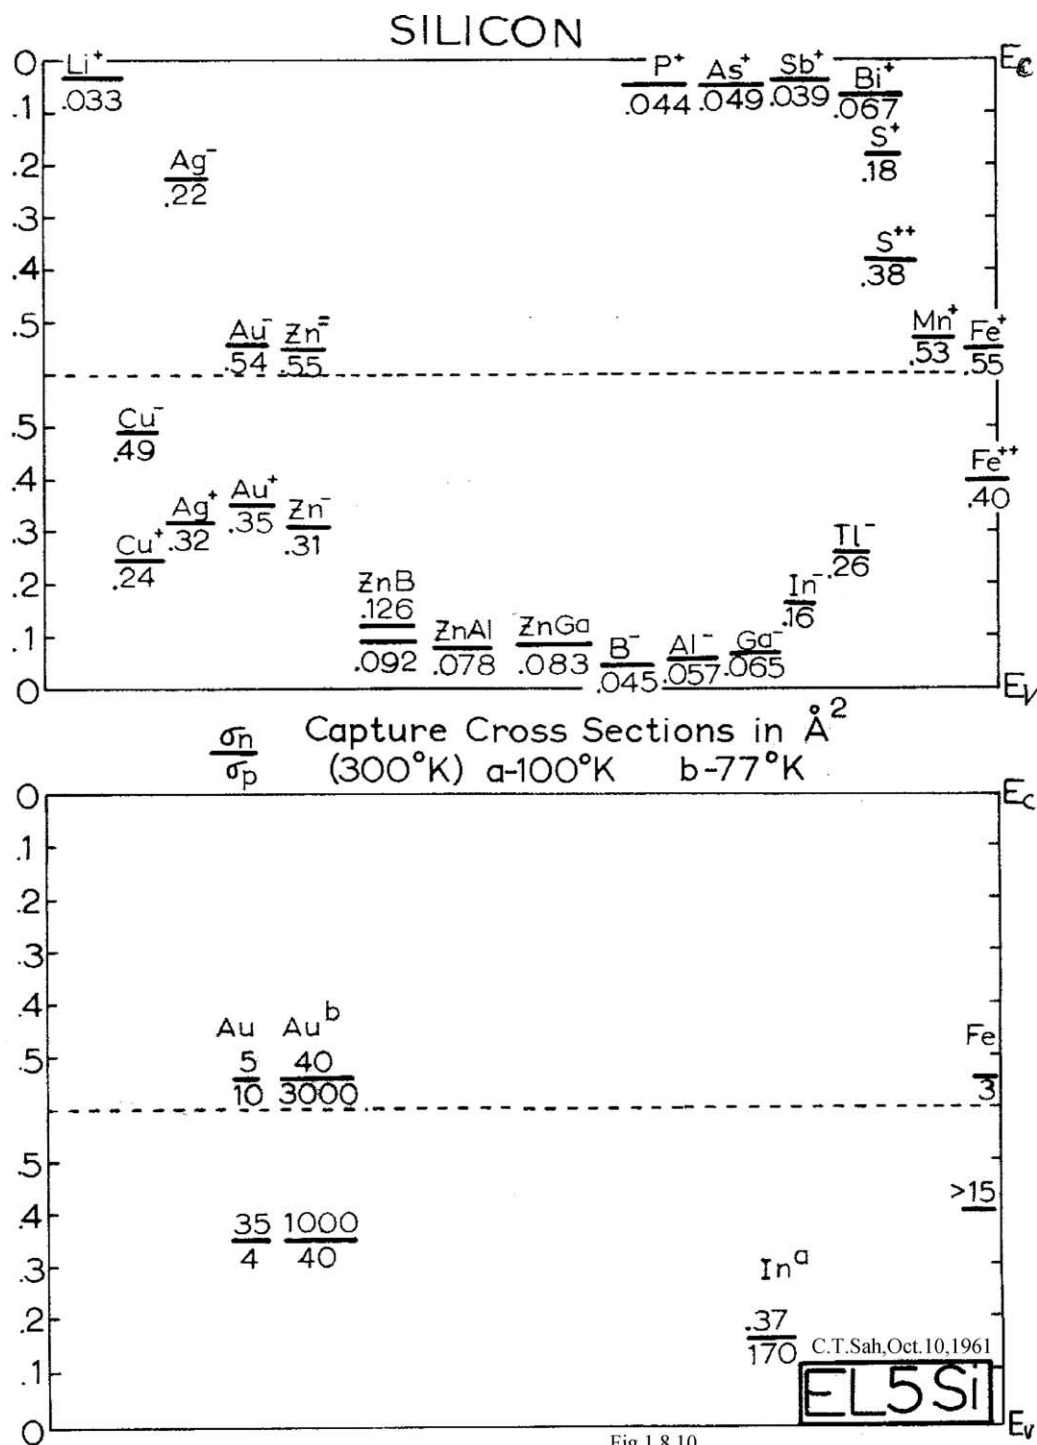 SILICON
0 Li⁺ P⁺ As⁺ Sb⁺ Bi⁺ Ec
.033 .044 .049 .039 .067
.1
S⁺
.18
Ag⁻
.2
.22
.3
S⁺⁺
.4
.38
.5 Au⁻ Zn⁼ Mn⁺ Fe⁺
.54 .55 .53 .55
Cu⁻
.5
.49
Fe⁺⁺
.4
.40
Ag⁺ Au⁺ Zn⁻
.3 .32 .35 .31
Tl⁻
.26
Cu⁺
.24
.2
ZnB In⁻
.126 .16
.1 ZnAl ZnGa B⁻ Al⁻ Ga⁻
.092 .078 .083 .045 .057 .065
0 Ev
σn Capture Cross Sections in Å²
σp (300°K) a-100°K b-77°K
0 Ec
.1
.2
.3
.4
Au Au b Fe
.5 5 40
10 3000 3
.5
>15
.4 35 1000
4 40
.3 In a
.2 .37
170 C.T.Sah,Oct.10,1961
.1 EL5Si
0 Ev
Fig.1.8.10